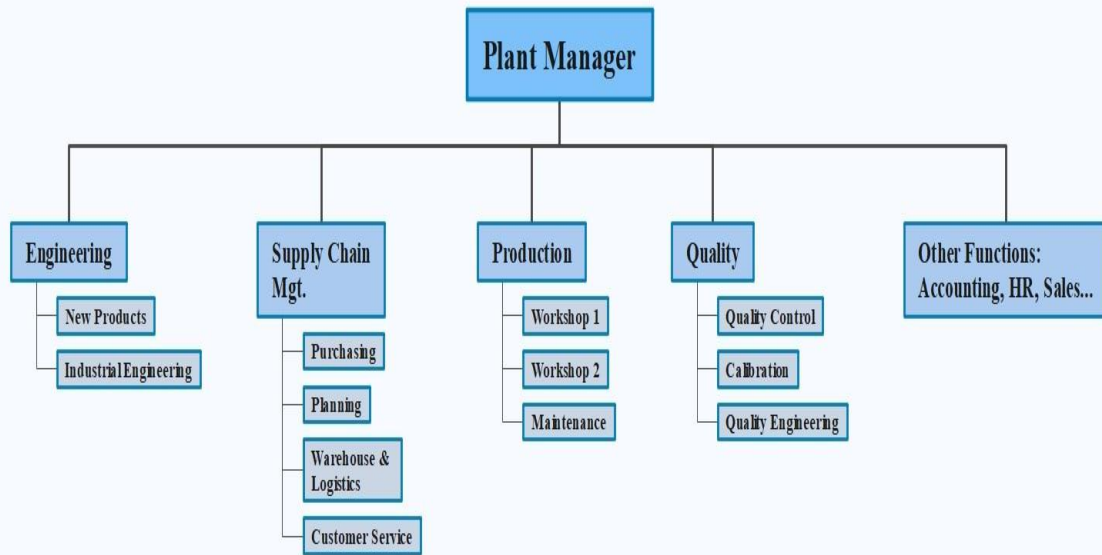 Plant Manager
Engineering
New Products
Industrial Engineering
Supply Chain
Mgt.
Purchasing
Planning
Warehouse &
Logistics
Customer Service
Production
Workshop 1
Workshop 2
Maintenance
Quality
Quality Control
Calibration
Quality Engineering
Other Functions:
Accounting, HR, Sales...